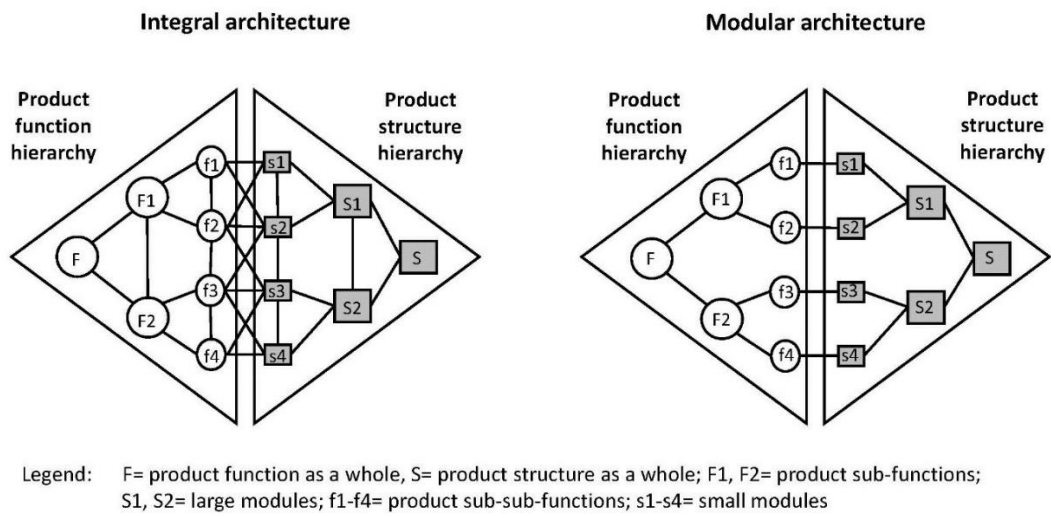 Integral architecture
Modular architecture
Product
function
hierarchy
Product
structure
hierarchy
F
F1
F2
f1
f2
f3
f4
s1
s2
s3
s4
S1
S2
S
Product
function
hierarchy
Product
structure
hierarchy
F
F1
F2
f1
f2
f3
f4
s1
s2
s3
s4
S1
S2
S
Legend: F= product function as a whole, S= product structure as a whole; F1, F2= product sub-functions;
S1, S2= large modules; f1-f4= product sub-sub-functions; s1-s4= small modules